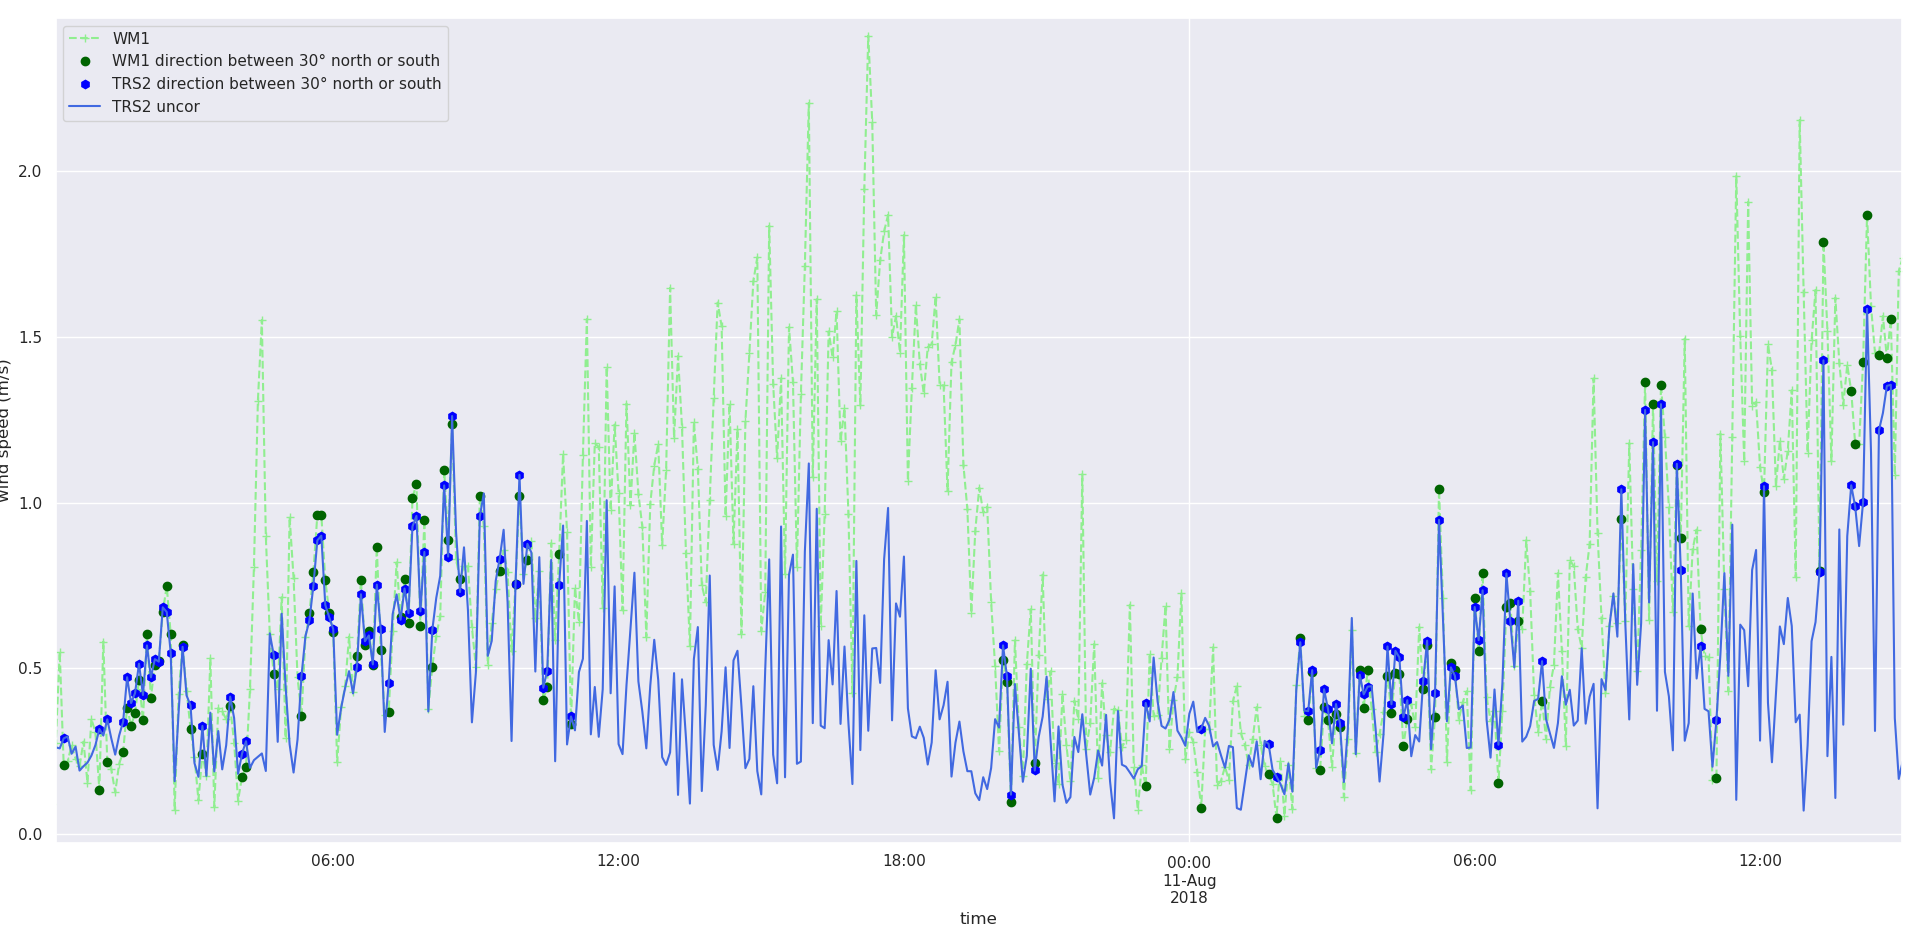 WM1
WM1 direction between 30° north or south
TRS2 direction between 30° north or south
TRS2 uncor
2.0
1.5
1.0
0.5
0.0
wind speed (m/s)
06:00
12:00
18:00
00:00
11-Aug
2018
06:00
12:00
time